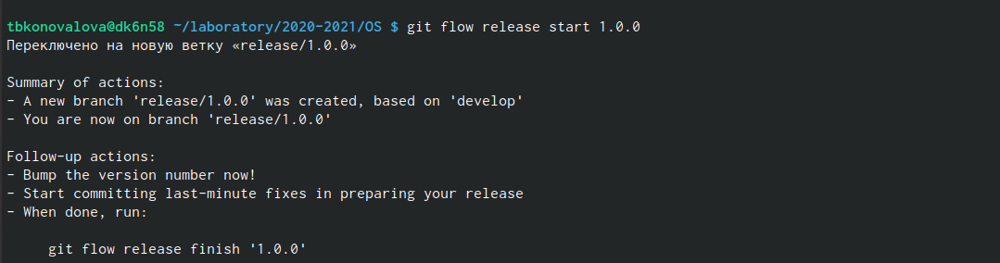 tbkonovalova@dk6n58 ~/laboratory/2020-2021/OS $ git flow release start 1.0.0
Переключено на новую ветку «release/1.0.0»
Summary of actions:
- A new branch 'release/1.0.0' was created, based on 'develop'
- You are now on branch 'release/1.0.0'
Follow-up actions:
- Bump the version number now!
- Start committing last-minute fixes in preparing your release
- When done, run:
git flow release finish '1.0.0'